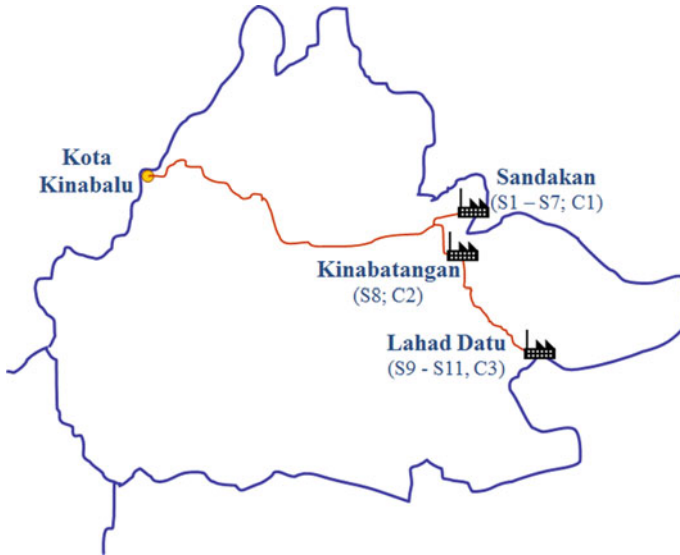 Kota
Kinabalu
Sandakan
(S1 – S7; C1)
Kinabatangan
(S8; C2)
Lahad Datu
(S9 - S11, C3)